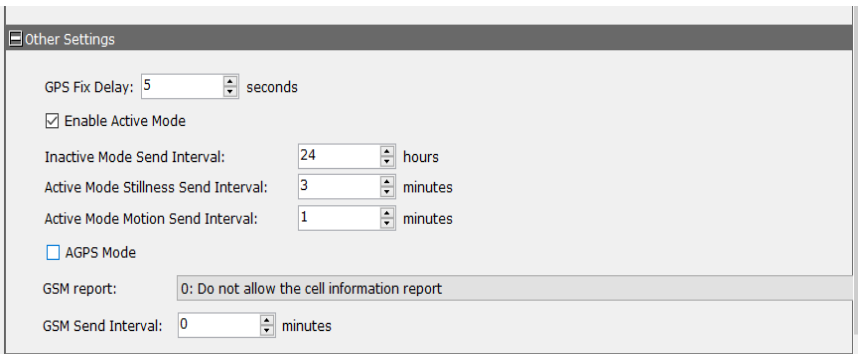 Other Settings
GPS Fix Delay: 5 seconds
Enable Active Mode
Inactive Mode Send Interval: 24 hours
Active Mode Stillness Send Interval: 3 minutes
Active Mode Motion Send Interval: 1 minutes
AGPS Mode
GSM report: 0: Do not allow the cell information report
GSM Send Interval: 0 minutes